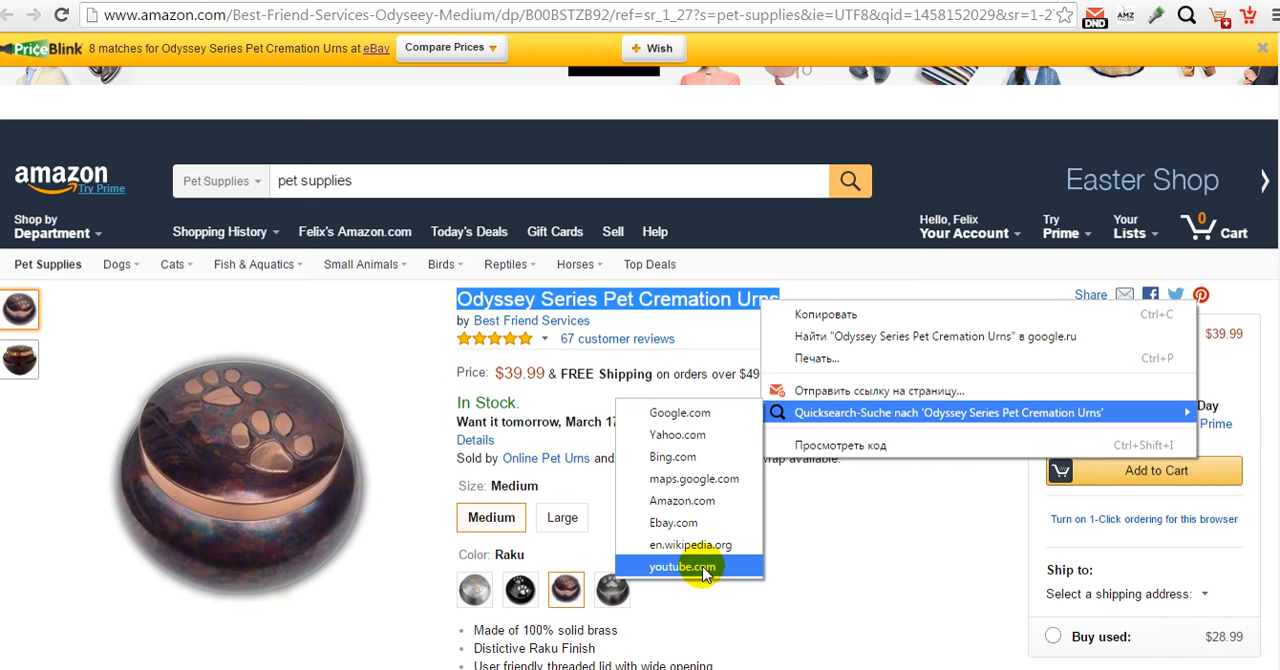 www.amazon.com/Best-Friend-Services-Odyseey-Medium/dp/B00BSTZB92/ref=sr_1_27?s=pet-supplies&ie=UTF8&qid=1458152029&sr=1-2
DND
AMZ
PriceBlink
8 matches for Odyssey Series Pet Cremation Urns at eBay
Compare Prices
+ Wish
amazon
Try Prime
Pet Supplies
pet supplies
Easter Shop
Shop by
Department
Shopping History
Felix's Amazon.com
Today's Deals
Gift Cards
Sell
Help
Hello, Felix
Your Account
Try
Prime
Your
Lists
0
Cart
Pet Supplies
Dogs
Cats
Fish & Aquatics
Small Animals
Birds
Reptiles
Horses
Top Deals
Odyssey Series Pet Cremation Urns
Share
by Best Friend Services
67 customer reviews
Price: $39.99 & FREE Shipping on orders over $49
In Stock.
Want it tomorrow, March 17
Details
Sold by Online Pet Urns and
wrap available.
Size: Medium
Medium
Large
Color: Raku
Made of 100% solid brass
Distictive Raku Finish
User friendly threaded lid with wide opening
Копировать Ctrl+C
Найти "Odyssey Series Pet Cremation Urns" в google.ru
Печать... Ctrl+P
Отправить ссылку на страницу...
Quicksearch-Suche nach 'Odyssey Series Pet Cremation Urns'
Просмотреть код Ctrl+Shift+I
Google.com
Yahoo.com
Bing.com
maps.google.com
Amazon.com
Ebay.com
en.wikipedia.org
youtube.com
$39.99
Day
Prime
Add to Cart
Turn on 1-Click ordering for this browser
Ship to:
Select a shipping address:
Buy used: $28.99